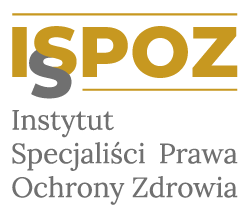 ISPOZ
Instytut
Specjaliści Prawa
Ochrony Zdrowia